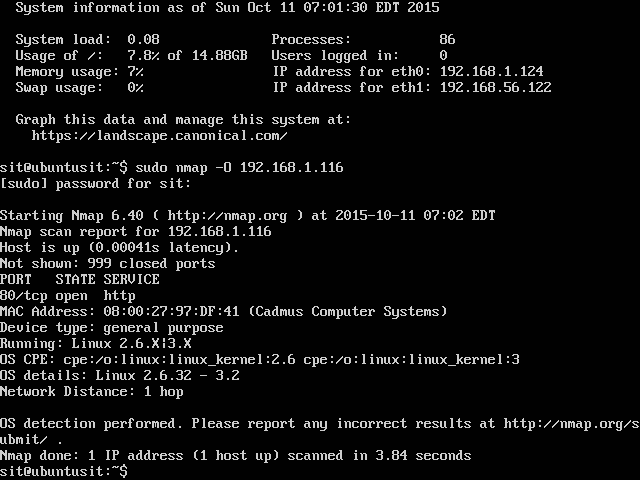 System information as of Sun Oct 11 07:01:30 EDT 2015
System load: 0.08 Processes: 86
Usage of /: 7.8% of 14.88GB Users logged in: 0
Memory usage: 7% IP address for eth0: 192.168.1.124
Swap usage: 0% IP address for eth1: 192.168.56.122
Graph this data and manage this system at:
https://landscape.canonical.com/
sit@ubuntusit:~$ sudo nmap -O 192.168.1.116
[sudo] password for sit:
Starting Nmap 6.40 ( http://nmap.org ) at 2015-10-11 07:02 EDT
Nmap scan report for 192.168.1.116
Host is up (0.00041s latency).
Not shown: 999 closed ports
PORT STATE SERVICE
80/tcp open http
MAC Address: 08:00:27:97:DF:41 (Cadmus Computer Systems)
Device type: general purpose
Running: Linux 2.6.X|3.X
OS CPE: cpe:/o:linux:linux_kernel:2.6 cpe:/o:linux:linux_kernel:3
OS details: Linux 2.6.32 - 3.2
Network Distance: 1 hop
OS detection performed. Please report any incorrect results at http://nmap.org/s
ubmit/ .
Nmap done: 1 IP address (1 host up) scanned in 3.84 seconds
sit@ubuntusit:~$